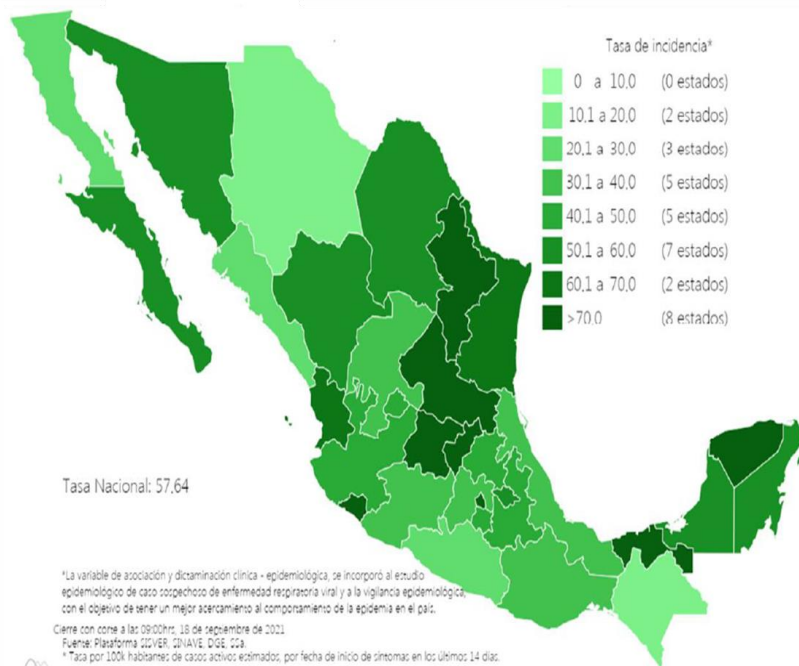 Tasa de incidencia*
0 a 10,0 (0 estados)
10,1 a 20,0 (2 estados)
20,1 a 30,0 (3 estados)
30,1 a 40,0 (5 estados)
40,1 a 50,0 (5 estados)
50,1 a 60,0 (7 estados)
60,1 a 70,0 (2 estados)
>70,0 (8 estados)
Tasa Nacional: 57,64
*La variable de asociación y dictaminación clínica - epidemiológica, se incorporó al estudio
epidemiológico de caso sospechoso de enfermedad respiratoria viral y a la vigilancia epidemiológica,
con el objetivo de tener un mejor acercamiento al comportamiento de la epidemia en el país.
Cierre con corte a las 09:00hrs, 18 de septiembre de 2021
Fuente: Plataforma SISVER, SINAVE, DGE, SSa.
* Tasa por 100k habitantes de casos activos estimados, por fecha de inicio de síntomas en los últimos 14 días.